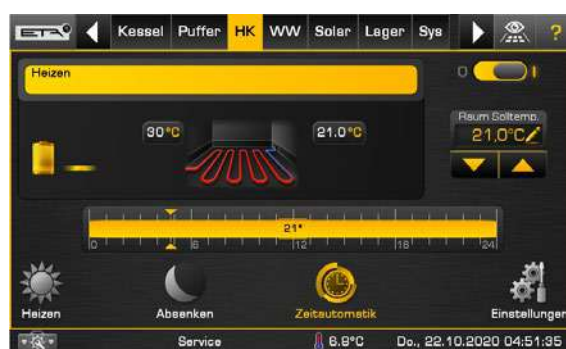 ETA
Kessel Puffer HK WW Solar Lager Sys ?
Heizen
0 I
30°C 21.0°C
Raum Solltemp.
21,0°C
21°
0 6 12 18 24
Heizen Absenken Zeitautomatik Einstellungen
Service 6.9°C Do., 22.10.2020 04:51:35